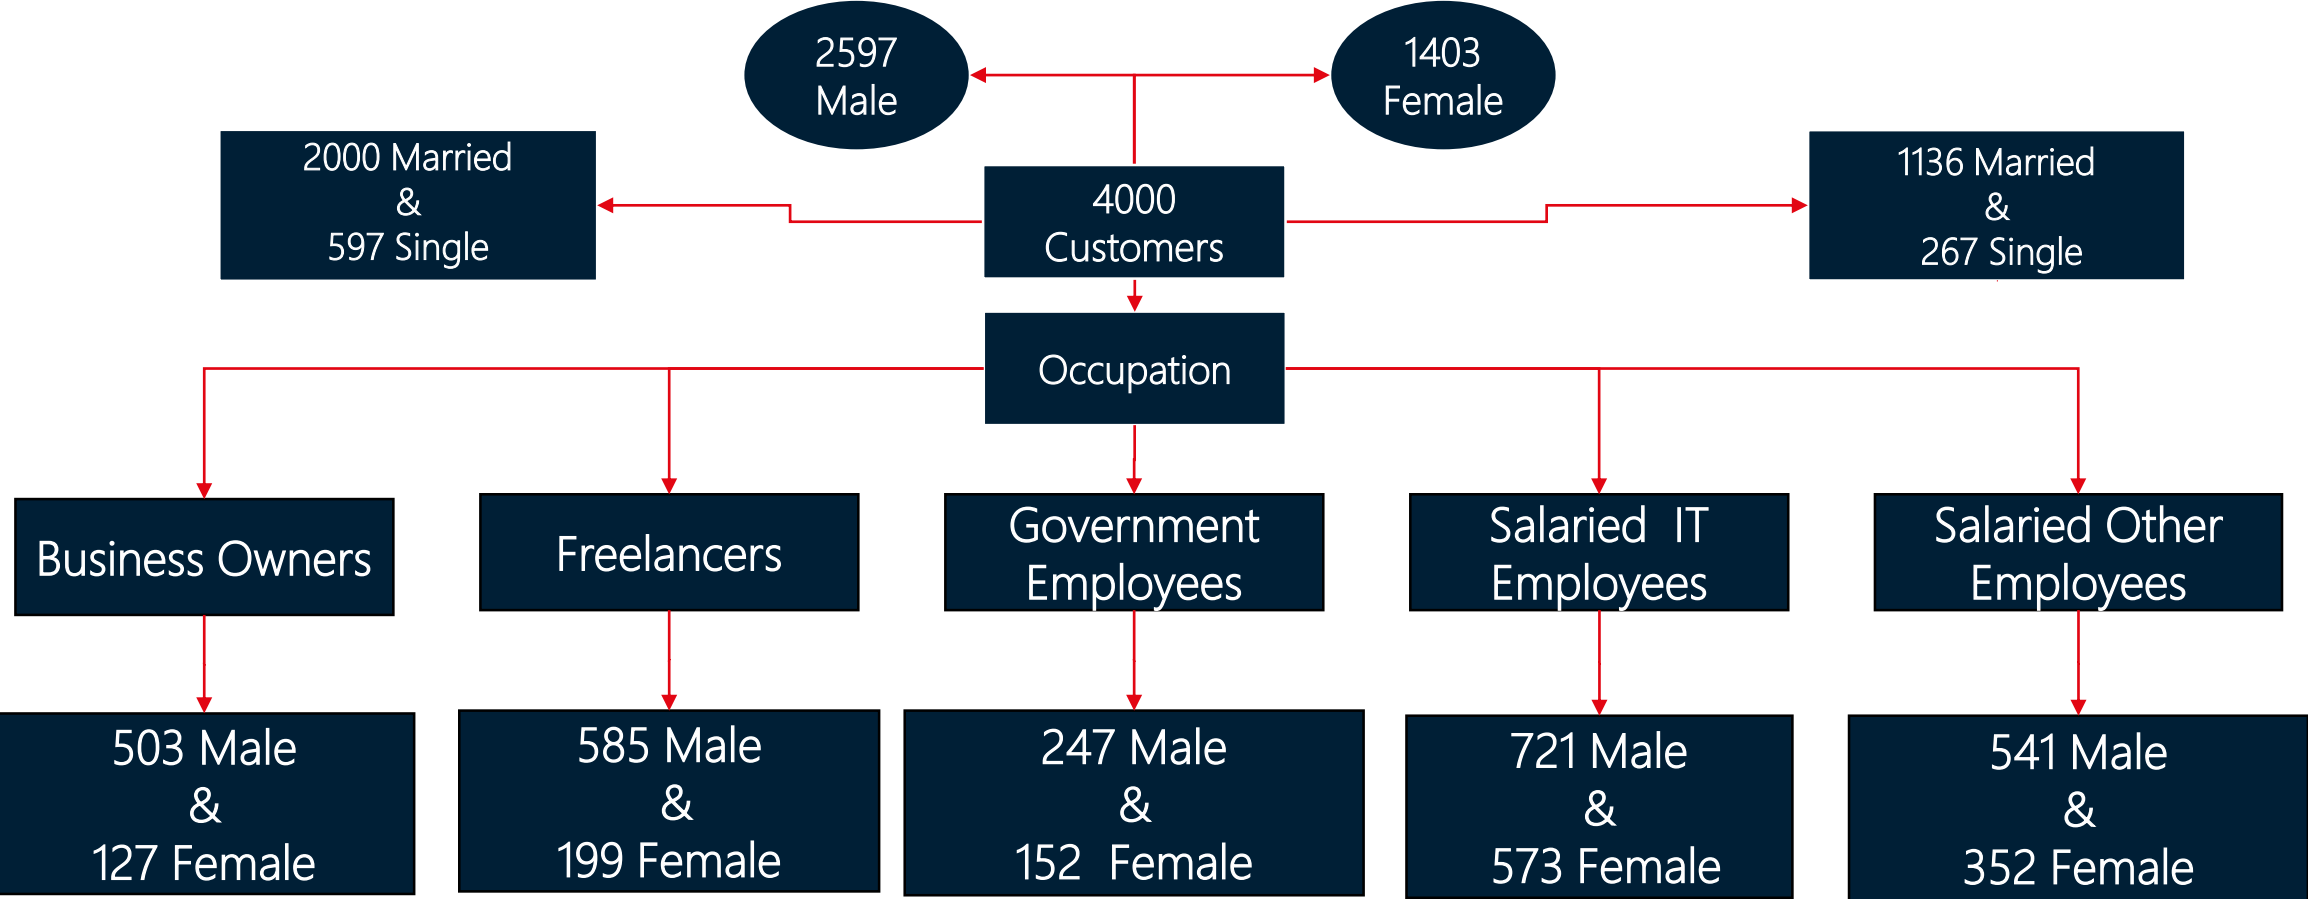 2597
Male
1403
Female
2000 Married
&
597 Single
4000
Customers
1136 Married
&
267 Single
Occupation
Business Owners
Freelancers
Government
Employees
Salaried  IT
Employees
Salaried Other
Employees
503 Male
&
127 Female
585 Male
&
199 Female
247 Male
&
152  Female
721 Male
&
573 Female
541 Male
&
352 Female